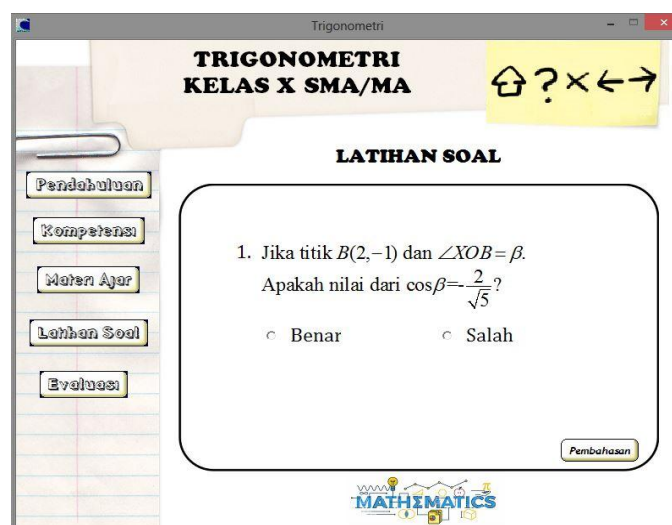 Trigonometri
TRIGONOMETRI
KELAS X SMA/MA
LATIHAN SOAL
Pendahuluan
Kompetensi
Materi Ajar
Latihan Soal
Evaluasi
1. Jika titik B(2,−1) dan ∠XOB = β.
Apakah nilai dari cosβ=-2/√5?
Benar
Salah
Pembahasan
MATHEMATICS